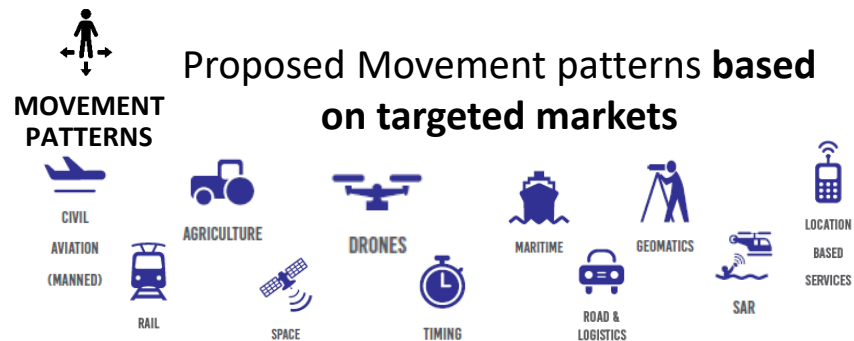 Proposed Movement patterns based
on targeted markets
MOVEMENT
PATTERNS
CIVIL
AVIATION
(MANNED)
RAIL
AGRICULTURE
SPACE
DRONES
TIMING
MARITIME
ROAD &
LOGISTICS
GEOMATICS
SAR
LOCATION
BASED
SERVICES